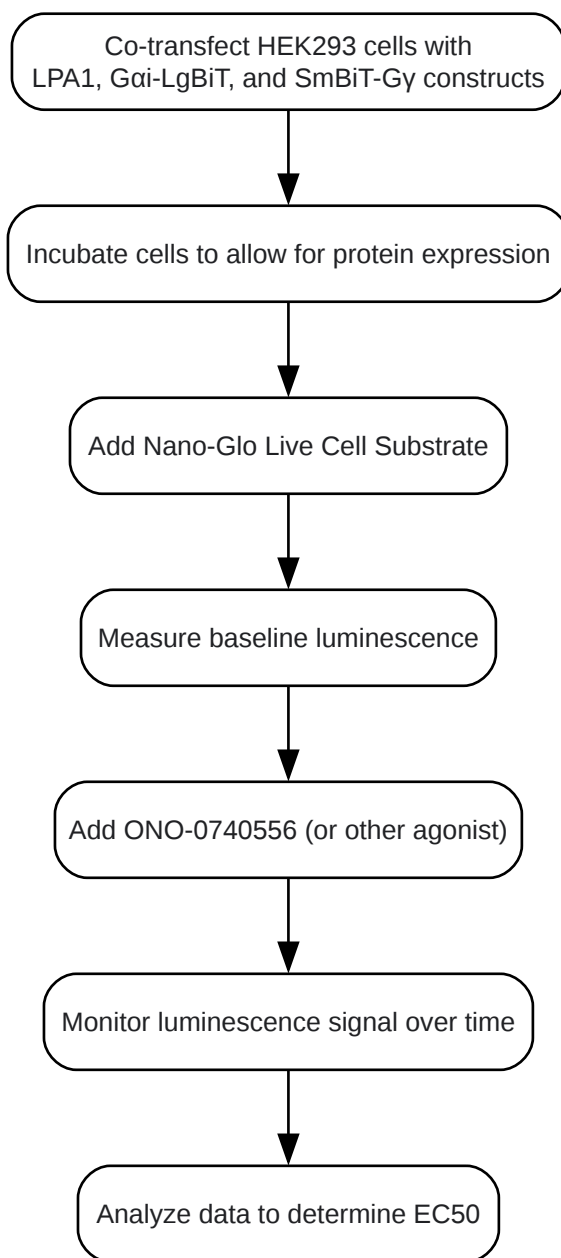 Co-transfect HEK293 cells with
LPA1, Gαi-LgBiT, and SmBiT-Gγ constructs
Incubate cells to allow for protein expression
Add Nano-Glo Live Cell Substrate
Measure baseline luminescence
Add ONO-0740556 (or other agonist)
Monitor luminescence signal over time
Analyze data to determine EC50